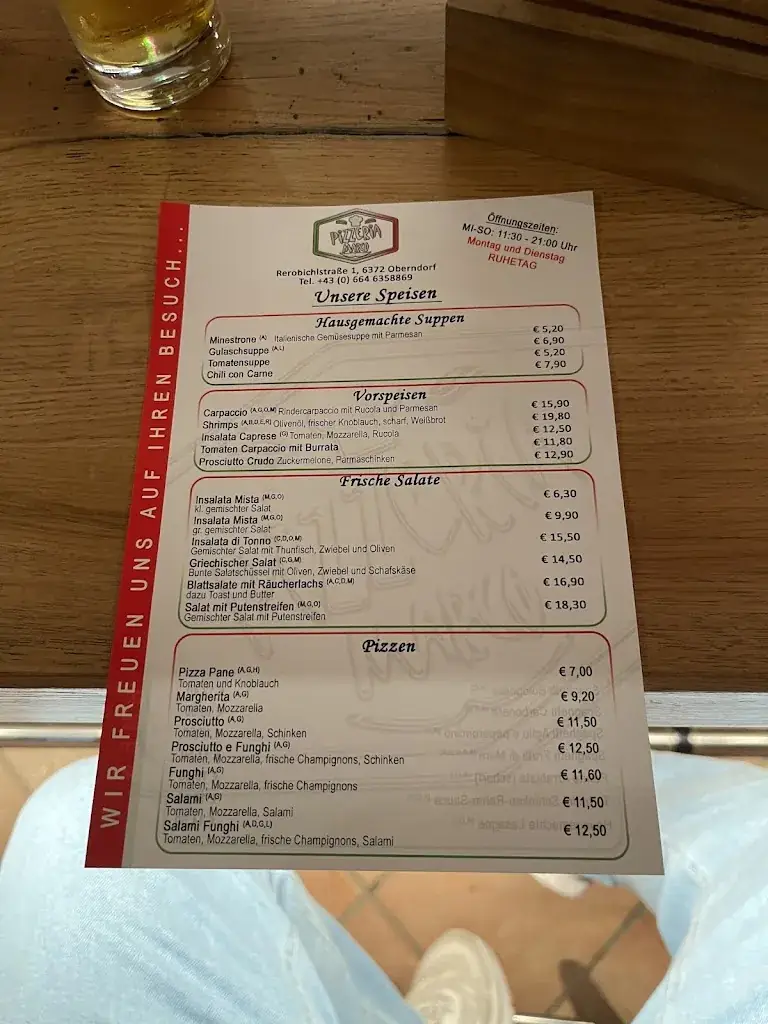 WIR FREUEN UNS AUF IHREN BESUCH...
PIZZERIA
MARCO
Rerobichlstraße 1, 6372 Oberndorf
Tel. +43 (0) 664 6358869
Öffnungszeiten:
MI-SO: 11:30 - 21:00 Uhr
Montag und Dienstag
RUHETAG
Unsere Speisen
Hausgemachte Suppen
Minestrone (A) Italienische Gemüsesuppe mit Parmesan € 5,20
Gulaschsuppe (A,L) € 6,90
Tomatensuppe € 5,20
Chili con Carne € 7,90
Vorspeisen
Carpaccio (A,G,O,M) Rindercarpaccio mit Rucola und Parmesan € 15,90
Shrimps (A,B,D,E,R) Olivenöl, frischer Knoblauch, scharf, Weißbrot € 19,80
Insalata Caprese (G) Tomaten, Mozzarella, Rucola € 12,50
Tomaten Carpaccio mit Burrata € 11,80
Prosciutto Crudo Zuckermelone, Parmaschinken € 12,90
Frische Salate
Insalata Mista (M,G,O) € 6,30
kl. gemischter Salat
Insalata Mista (M,G,O) € 9,90
gr. gemischter Salat
Insalata di Tonno (C,D,O,M) € 15,50
Gemischter Salat mit Thunfisch, Zwiebel und Oliven
Griechischer Salat (C,G,M) € 14,50
Bunte Salatschüssel mit Oliven, Zwiebel und Schafskäse
Blattsalate mit Räucherlachs (A,C,D,M) € 16,90
dazu Toast und Butter
Salat mit Putenstreifen (M,G,O) € 18,30
Gemischter Salat mit Putenstreifen
Pizzen
Pizza Pane (A,G,H) € 7,00
Tomaten und Knoblauch
Margherita (A,G) € 9,20
Tomaten, Mozzarella
Prosciutto (A,G) € 11,50
Tomaten, Mozzarella, Schinken
Prosciutto e Funghi (A,G) € 12,50
Tomaten, Mozzarella, frische Champignons, Schinken
Funghi (A,G) € 11,60
Tomaten, Mozzarella, frische Champignons
Salami (A,G) € 11,50
Tomaten, Mozzarella, Salami
Salami Funghi (A,D,G,L) € 12,50
Tomaten, Mozzarella, frische Champignons, Salami